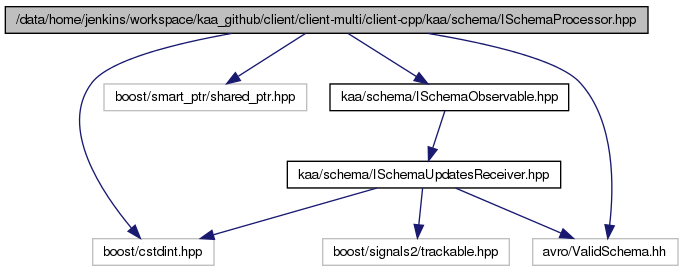 /data/home/jenkins/workspace/kaa_github/client/client-multi/client-cpp/kaa/schema/ISchemaProcessor.hpp
boost/smart_ptr/shared_ptr.hpp
kaa/schema/ISchemaObservable.hpp
kaa/schema/ISchemaUpdatesReceiver.hpp
boost/cstdint.hpp
boost/signals2/trackable.hpp
avro/ValidSchema.hh